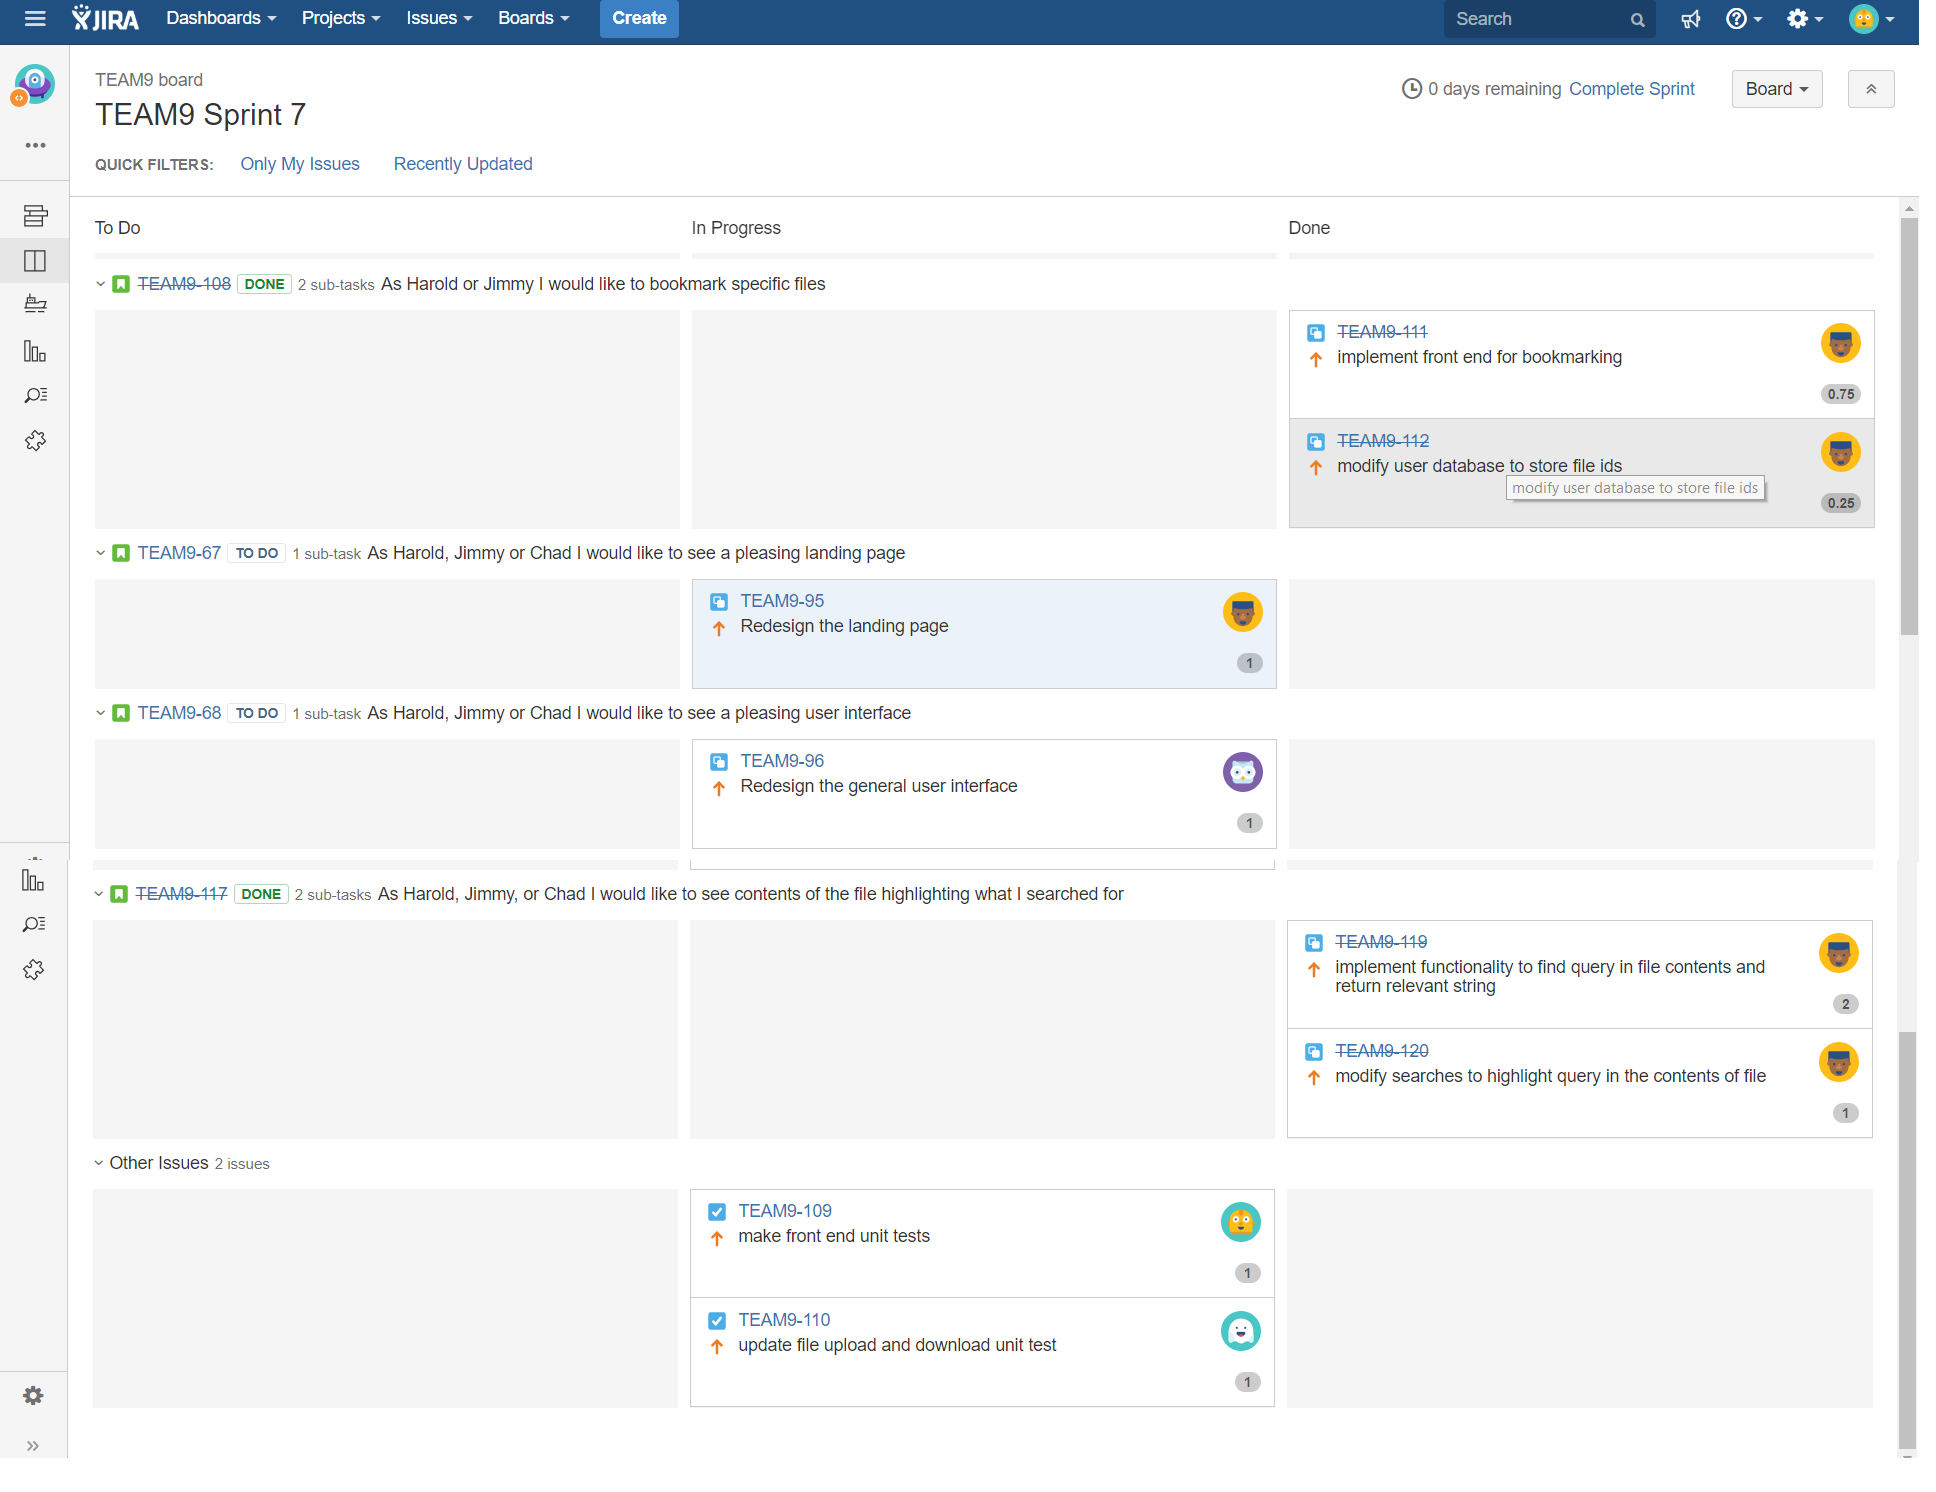 JIRA Dashboards Projects Issues Boards Create Search
TEAM9 board
TEAM9 Sprint 7
0 days remaining Complete Sprint Board
QUICK FILTERS: Only My Issues Recently Updated
To Do In Progress Done
TEAM9-108 DONE 2 sub-tasks As Harold or Jimmy I would like to bookmark specific files
TEAM9-111
implement front end for bookmarking
0.75
TEAM9-112
modify user database to store file ids
modify user database to store file ids
0.25
TEAM9-67 TO DO 1 sub-task As Harold, Jimmy or Chad I would like to see a pleasing landing page
TEAM9-95
Redesign the landing page
1
TEAM9-68 TO DO 1 sub-task As Harold, Jimmy or Chad I would like to see a pleasing user interface
TEAM9-96
Redesign the general user interface
1
TEAM9-117 DONE 2 sub-tasks As Harold, Jimmy, or Chad I would like to see contents of the file highlighting what I searched for
TEAM9-119
implement functionality to find query in file contents and
return relevant string
2
TEAM9-120
modify searches to highlight query in the contents of file
1
Other Issues 2 issues
TEAM9-109
make front end unit tests
1
TEAM9-110
update file upload and download unit test
1